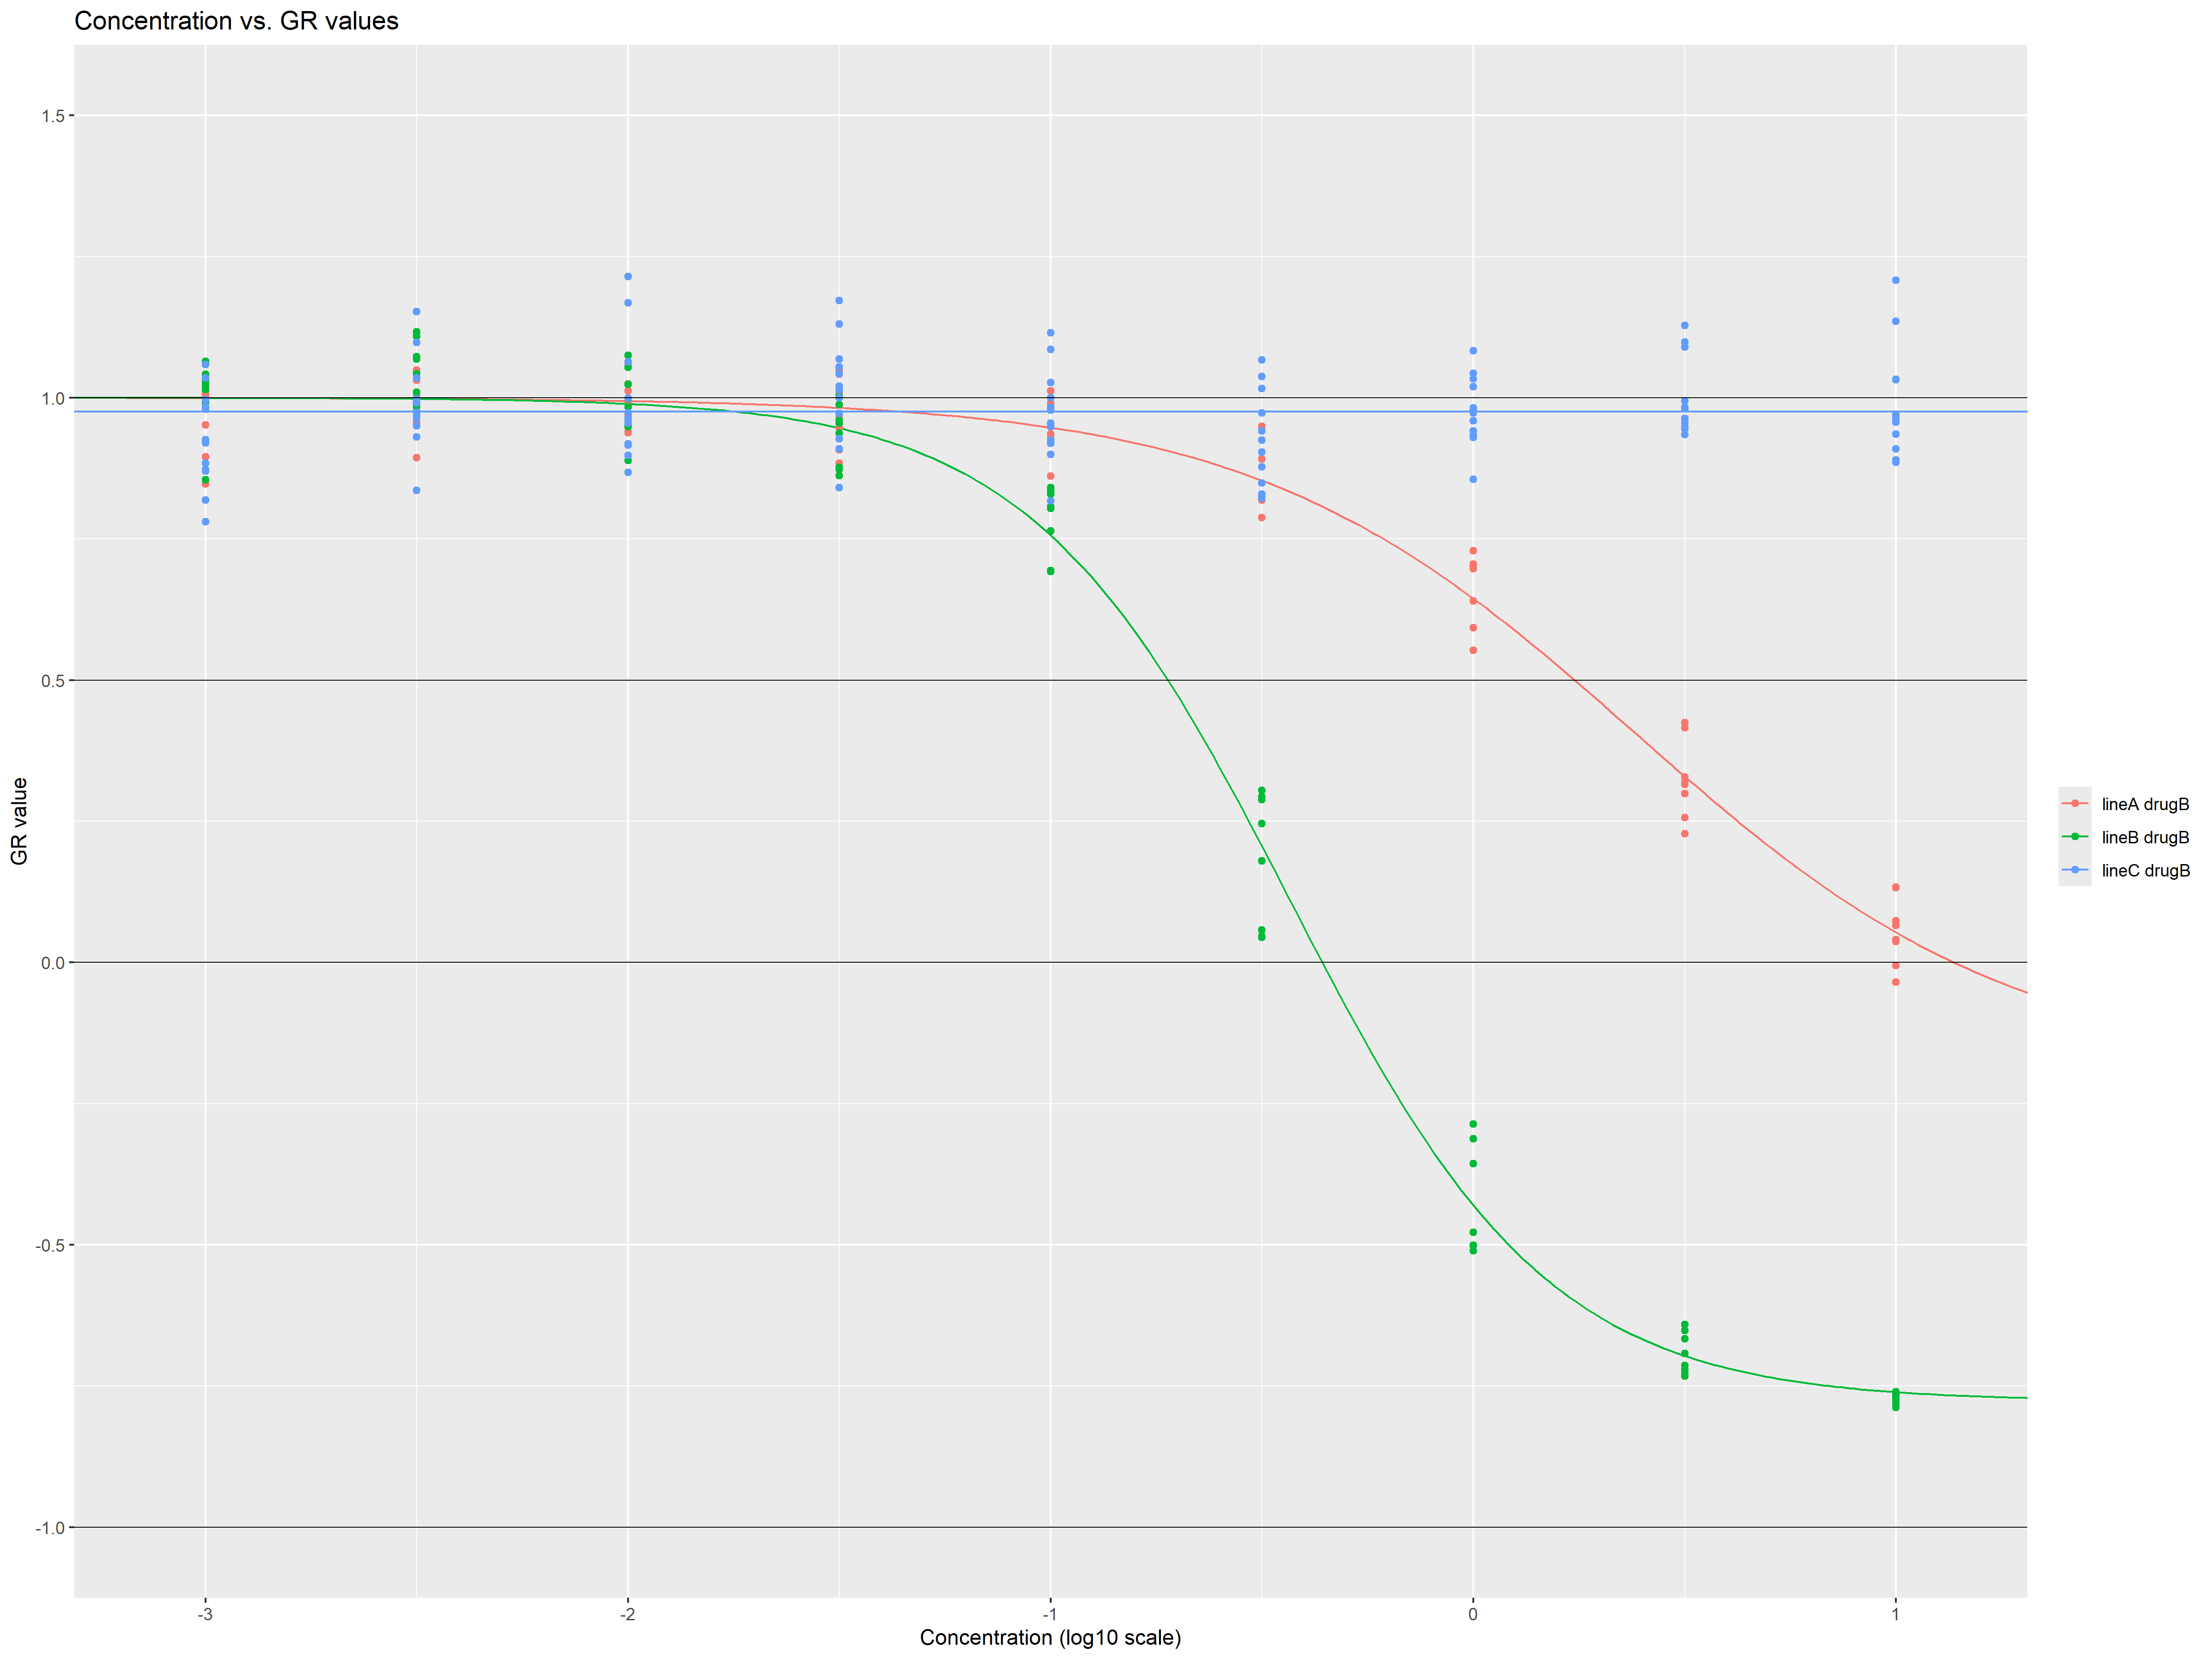 Concentration vs. GR values
1.5
1.0
0.5
0.0
-0.5
-1.0
GR value
-3
-2
-1
0
1
Concentration (log10 scale)
lineA drugB
lineB drugB
lineC drugB